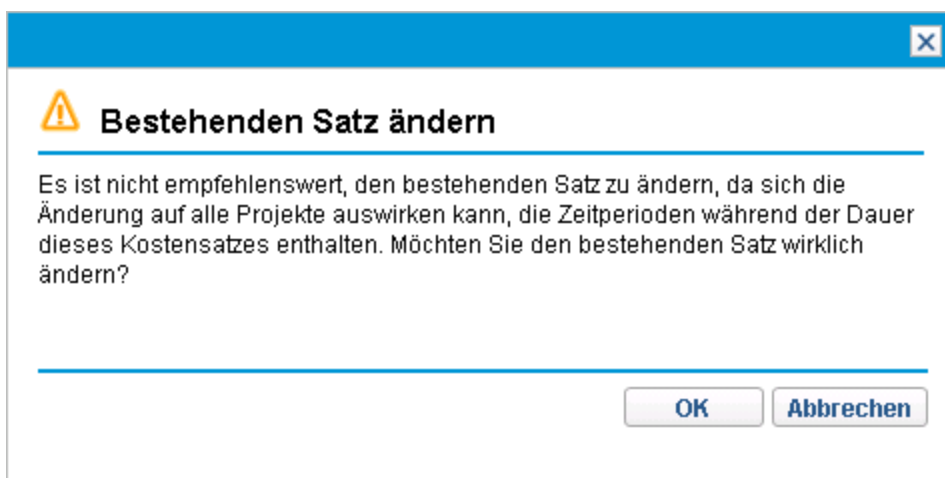 Bestehenden Satz ändern
Es ist nicht empfehlenswert, den bestehenden Satz zu ändern, da sich die
Änderung auf alle Projekte auswirken kann, die Zeitperioden während der Dauer
dieses Kostensatzes enthalten. Möchten Sie den bestehenden Satz wirklich
ändern?
OK Abbrechen